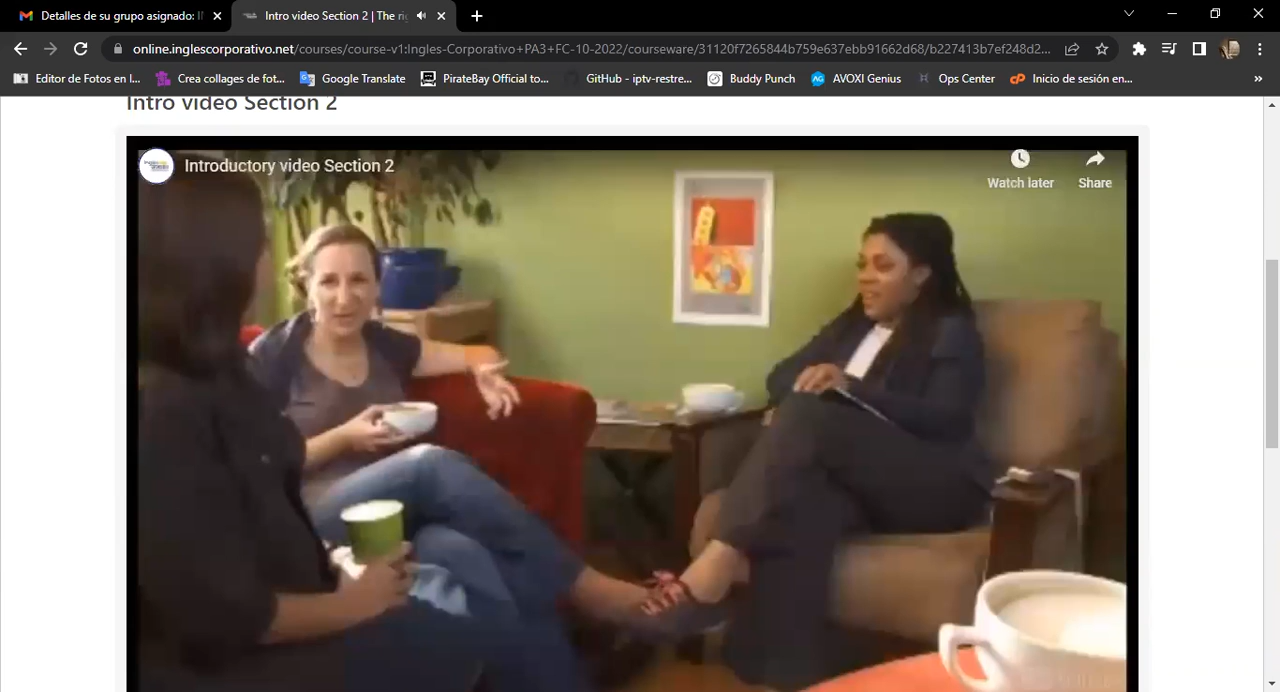 Detalles de su grupo asignado: I
Intro video Section 2 | The ri
online.inglescorporativo.net/courses/course-v1:Ingles-Corporativo+PA3+FC-10-2022/courseware/31120f7265844b759e637ebb91662d68/b227413b7ef248d2...
Editor de Fotos en l...
Crea collages de fot...
Google Translate
PirateBay Official to...
GitHub - iptv-restre...
Buddy Punch
AVOXI Genius
Ops Center
Inicio de sesión en...
Intro video Section 2
Introductory video Section 2
Watch later
Share